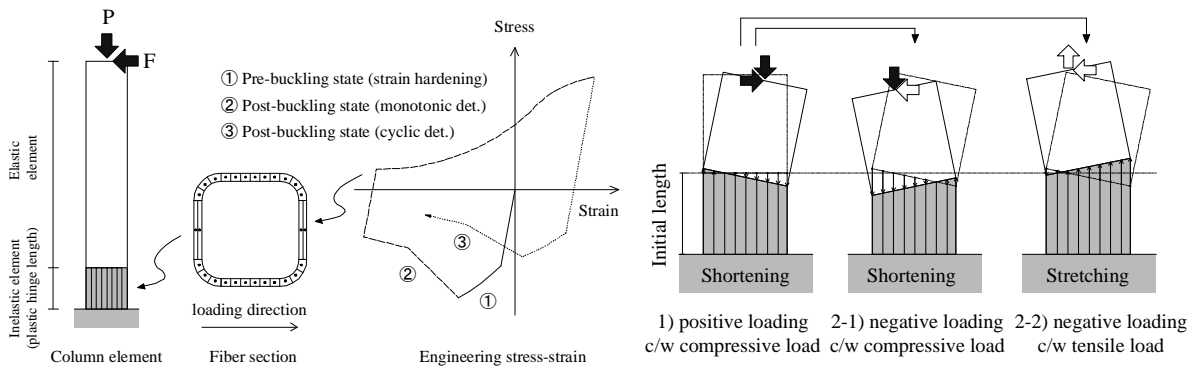 P
F
Elastic
element
Inelastic element
(plastic hinge length)
Column element
loading direction
Fiber section
① Pre-buckling state (strain hardening)
② Post-buckling state (monotonic det.)
③ Post-buckling state (cyclic det.)
Stress
Strain
③
②
①
Engineering stress-strain
Initial length
Shortening
Shortening
Stretching
1) positive loading
c/w compressive load
2-1) negative loading
c/w compressive load
2-2) negative loading
c/w tensile load